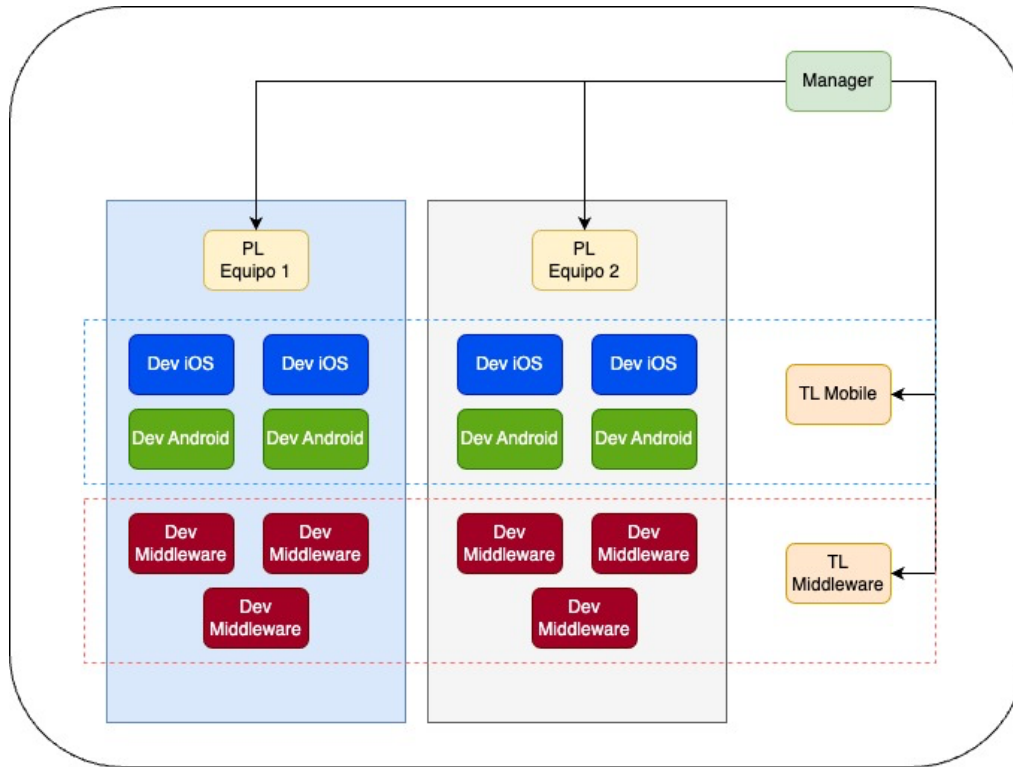 Manager
PL
Equipo 1
PL
Equipo 2
Dev iOS
Dev iOS
Dev iOS
Dev iOS
TL Mobile
Dev Android
Dev Android
Dev Android
Dev Android
Dev
Middleware
Dev
Middleware
Dev
Middleware
Dev
Middleware
TL
Middleware
Dev
Middleware
Dev
Middleware